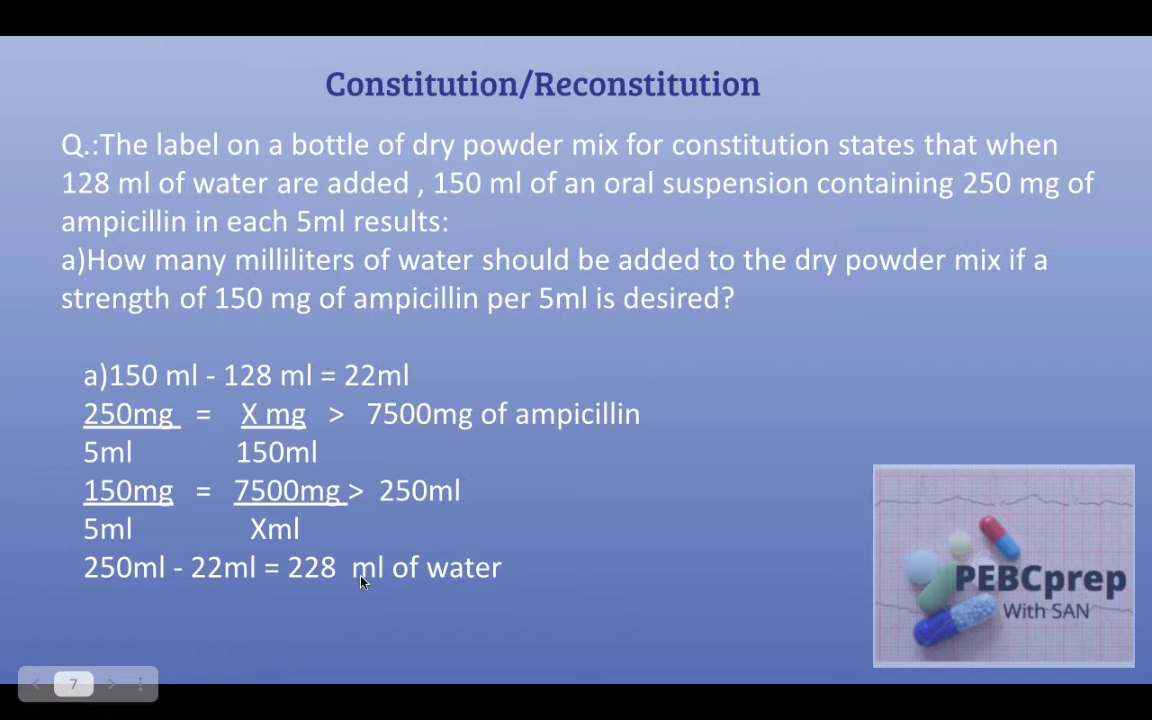 Constitution/Reconstitution
Q.:The label on a bottle of dry powder mix for constitution states that when
128 ml of water are added , 150 ml of an oral suspension containing 250 mg of
ampicillin in each 5ml results:
a)How many milliliters of water should be added to the dry powder mix if a
strength of 150 mg of ampicillin per 5ml is desired?
a)150 ml - 128 ml = 22ml
250mg = X mg > 7500mg of ampicillin
5ml 150ml
150mg = 7500mg > 250ml
5ml Xml
250ml - 22ml = 228 ml of water
PEBCprep
With SAN
< 7 >